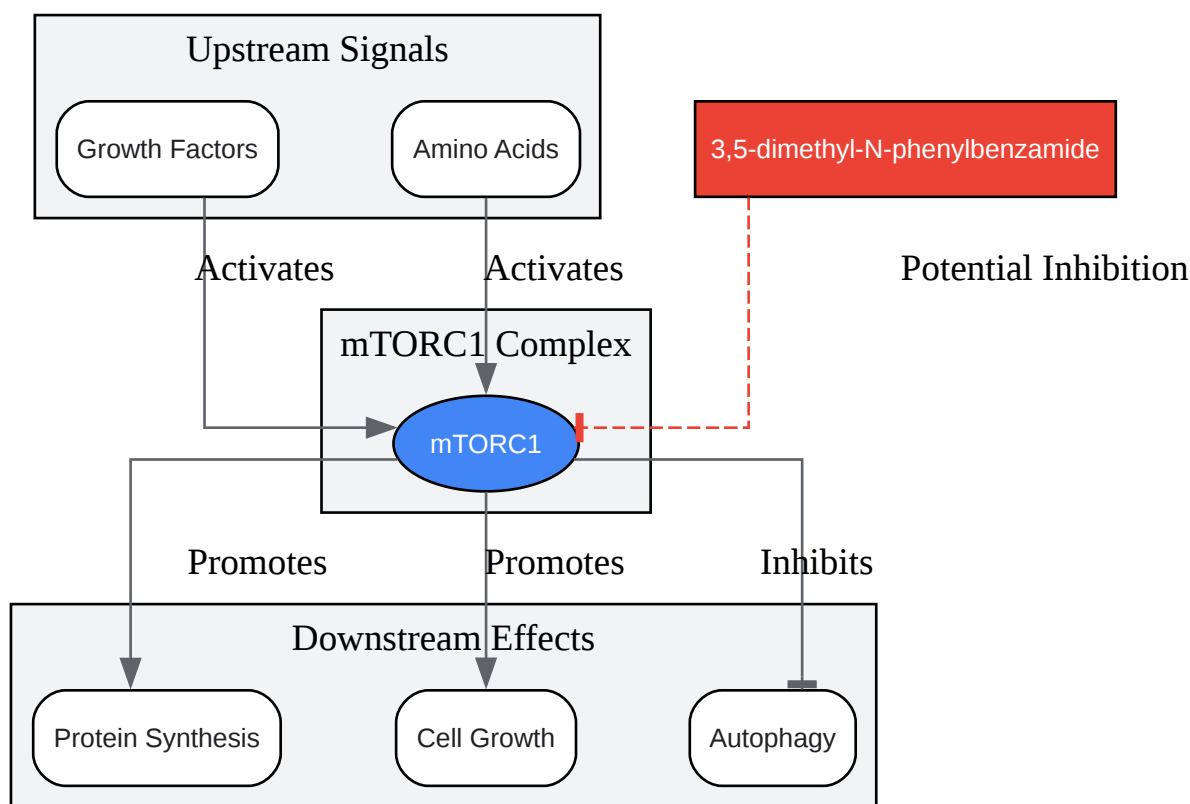 Upstream Signals
Growth Factors
Amino Acids
3,5-dimethyl-N-phenylbenzamide
Activates
Activates
Potential Inhibition
mTORC1 Complex
mTORC1
Promotes
Promotes
Inhibits
Downstream Effects
Protein Synthesis
Cell Growth
Autophagy